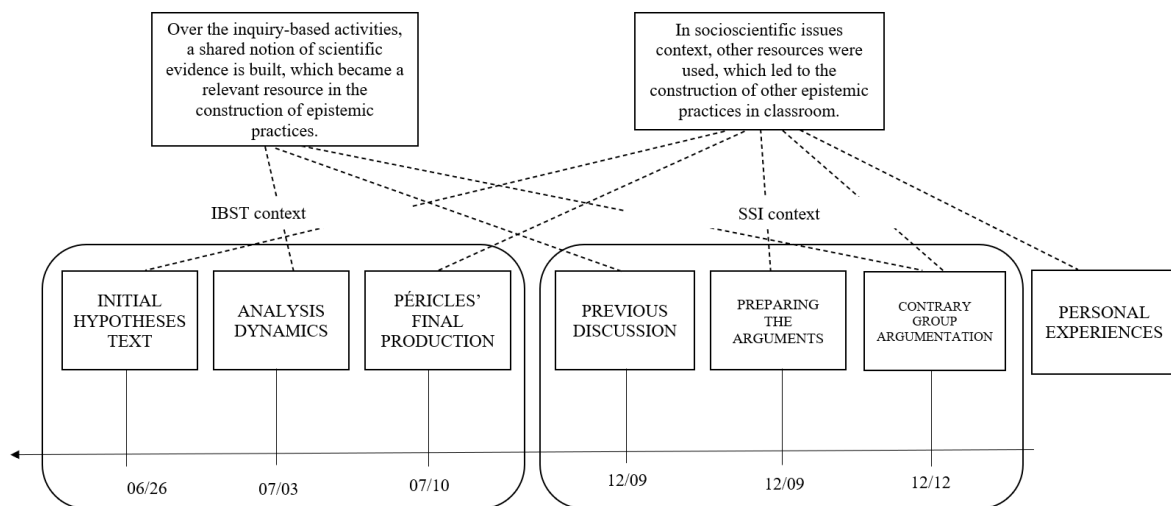 Over the inquiry-based activities,
a shared notion of scientific
evidence is built, which became a
relevant resource in the
construction of epistemic
practices.
In socioscientific issues
context, other resources were
used, which led to the
construction of other epistemic
practices in classroom.
IBST context
SSI context
INITIAL
HYPOTHESES
TEXT
ANALYSIS
DYNAMICS
PÉRICLES’
FINAL
PRODUCTION
PREVIOUS
DISCUSSION
PREPARING
THE
ARGUMENTS
CONTRARY
GROUP
ARGUMENTATION
PERSONAL
EXPERIENCES
06/26
07/03
07/10
12/09
12/09
12/12